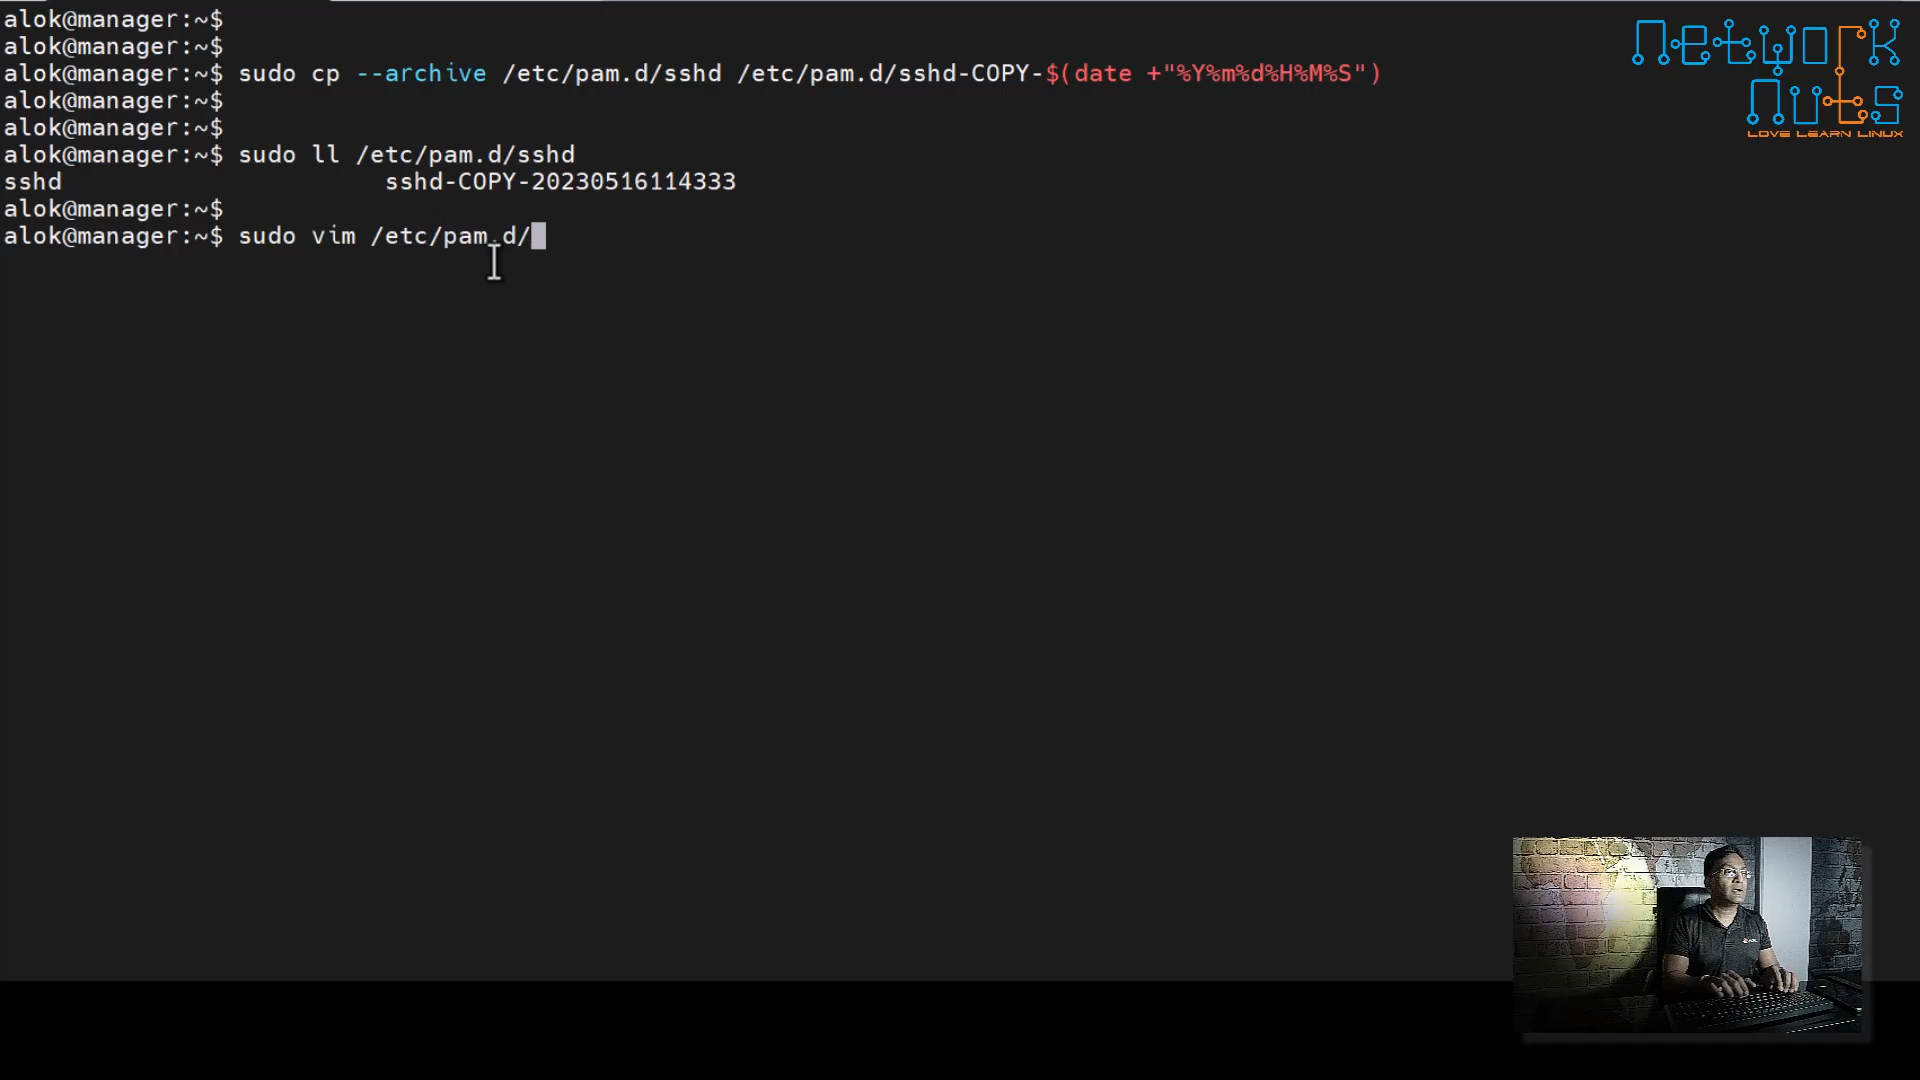 alok@manager:~$
alok@manager:~$
alok@manager:~$ sudo cp --archive /etc/pam.d/sshd /etc/pam.d/sshd-COPY-$(date +"%Y%m%d%H%M%S")
alok@manager:~$
alok@manager:~$
alok@manager:~$ sudo ll /etc/pam.d/sshd
sshd                      sshd-COPY-20230516114333
alok@manager:~$
alok@manager:~$ sudo vim /etc/pam.d/
Network
Nuts
LOVE LEARN LINUX